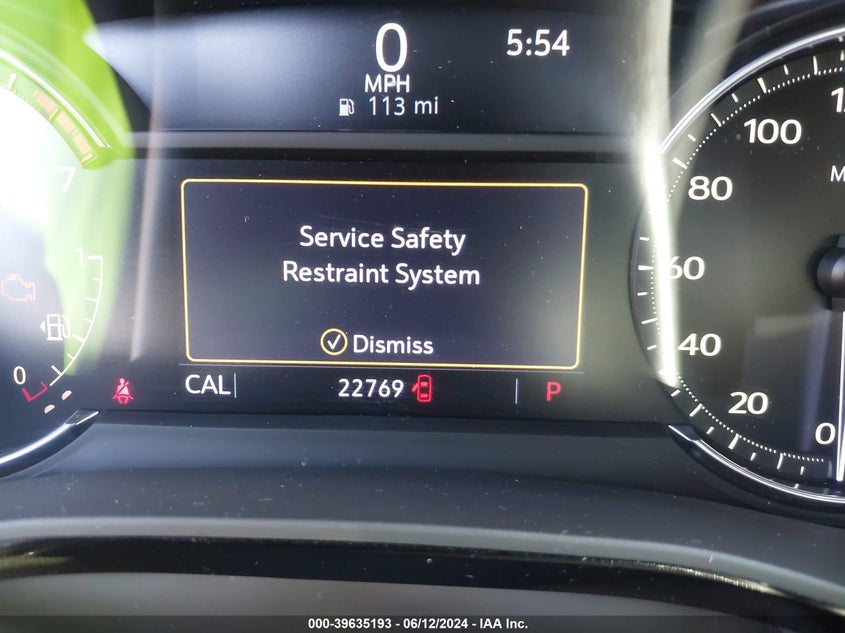 0
MPH
113 mi
5:54
7
1
0
Service Safety
Restraint System
Dismiss
CAL
22769
P
100
80
60
40
20
0
000-39635193 - 06/12/2024 - IAA Inc.